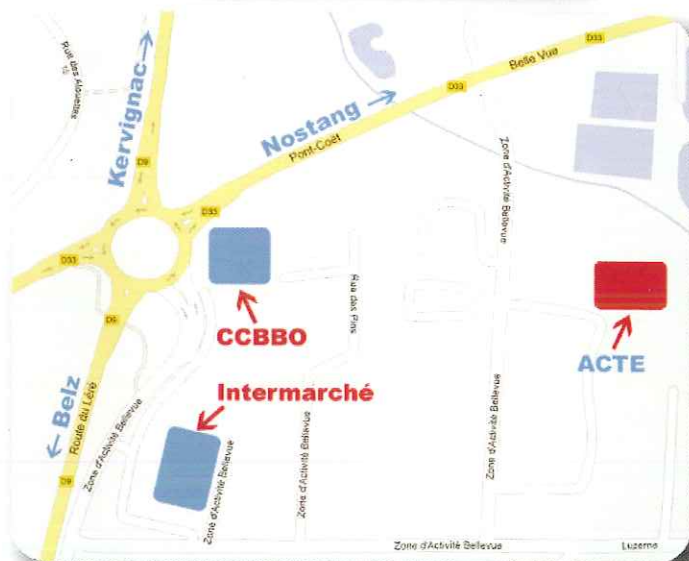 D33
Belle Vue
D33
Rue des Alouettes
Kervignac →
Nostang →
Pont-Coët
D9
Zone d'Activité Bellevue
D33
D33
CCBBO
Rue des Pins
ACTE
D9
Intermarché
← Belz
Route du Léré
Zone d'Activité Bellevue
Zone d'Activité Bellevue
Zone d'Activité Bellevue
Zone d'Activité Bellevue
D9
Zone d'Activité Bellevue
Luzerne